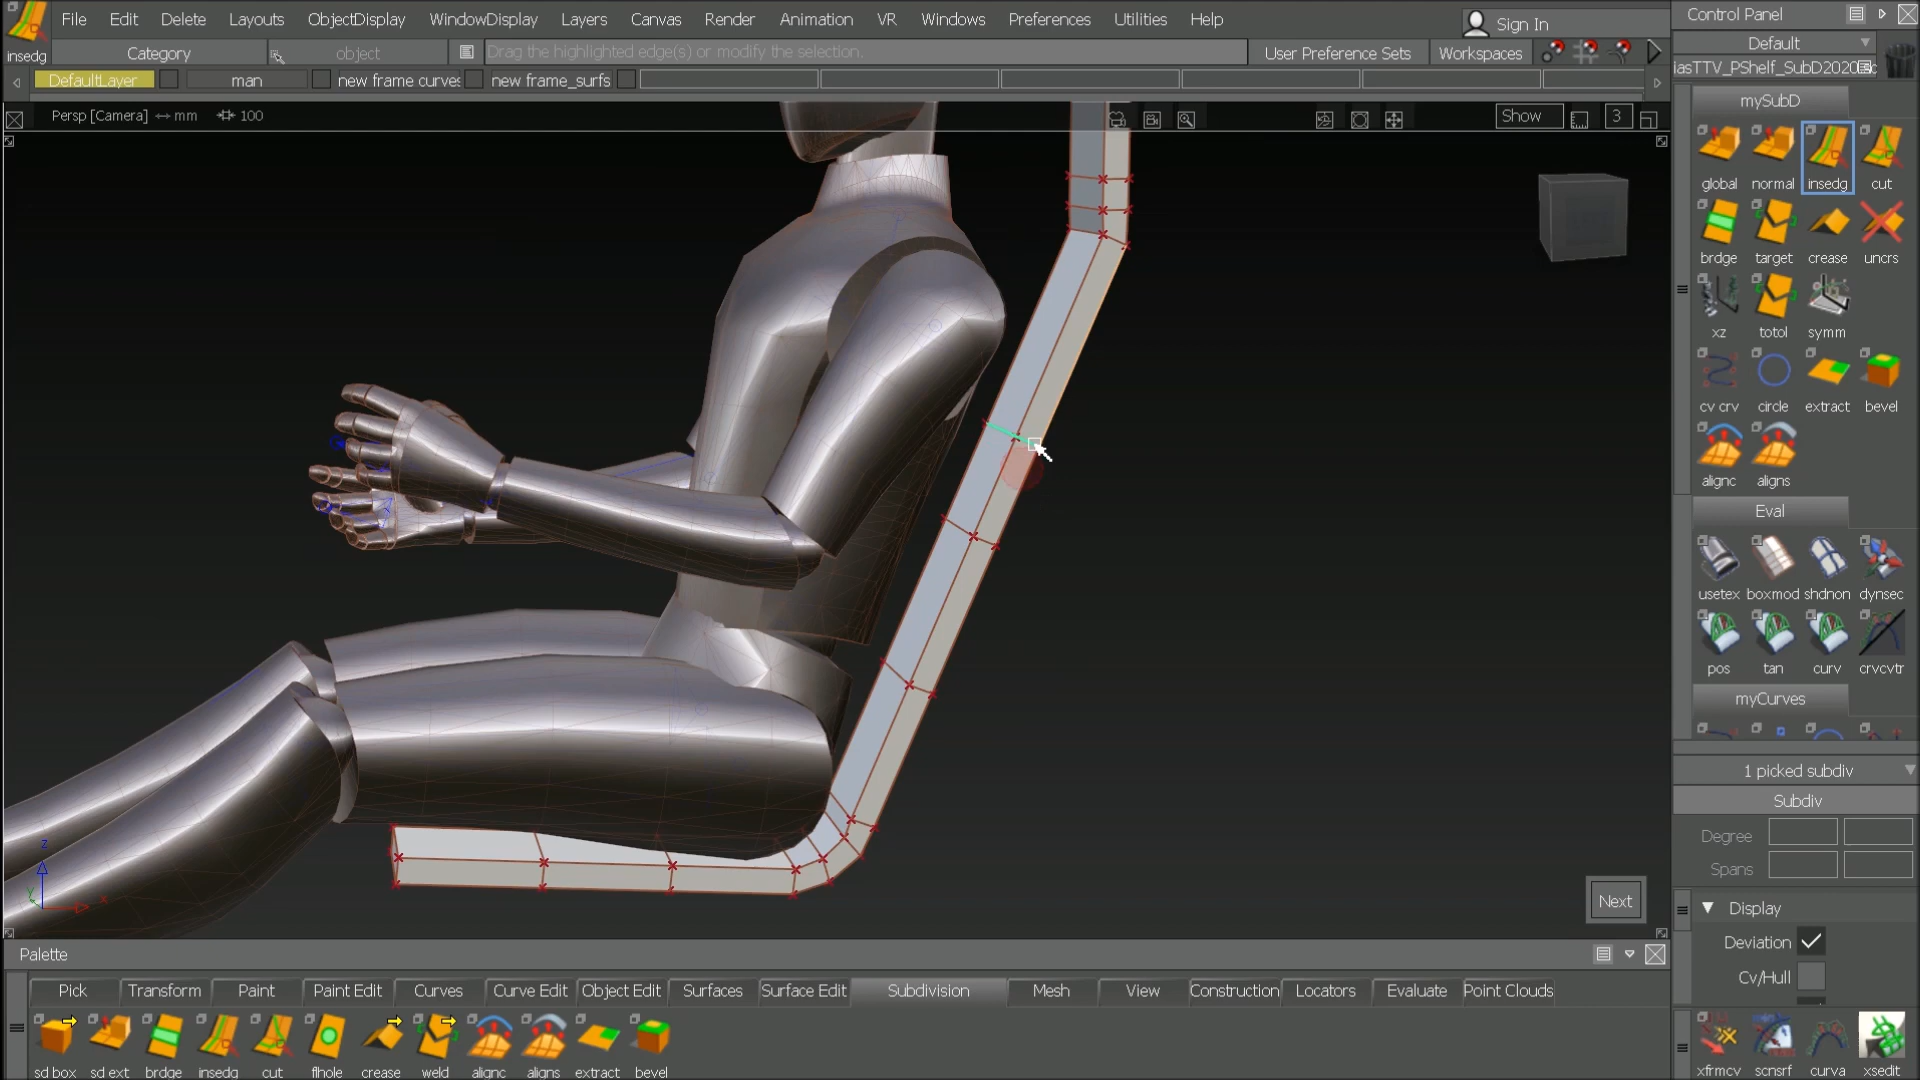 File Edit Delete Layouts ObjectDisplay WindowDisplay Layers Canvas Render Animation VR Windows Preferences Utilities Help
Sign In
Control Panel
insedg
Category
object
Drag the highlighted edge(s) or modify the selection.
User Preference Sets
Workspaces
Default
iasTTV_PShelf_SubD2020
DefaultLayer
man
new frame curves
new frame_surfs
mySubD
Persp [Camera] mm 100
Show
3
global normal insedg cut
brdge target crease uncrs
xz totol symm
cv crv circle extract bevel
alignc aligns
Eval
usetex boxmod shdnon dynsec
pos tan curv crvcvtr
myCurves
1 picked subdiv
Subdiv
Degree
Spans
Display
Deviation
Cv/Hull
z
y
x
Next
Palette
Pick Transform Paint Paint Edit Curves Curve Edit Object Edit Surfaces Surface Edit Subdivision Mesh View Construction Locators Evaluate Point Clouds
sd box sd ext brdge insedg cut flhole crease weld alignc aligns extract bevel
xfrmcv scnsrf curva xsedit